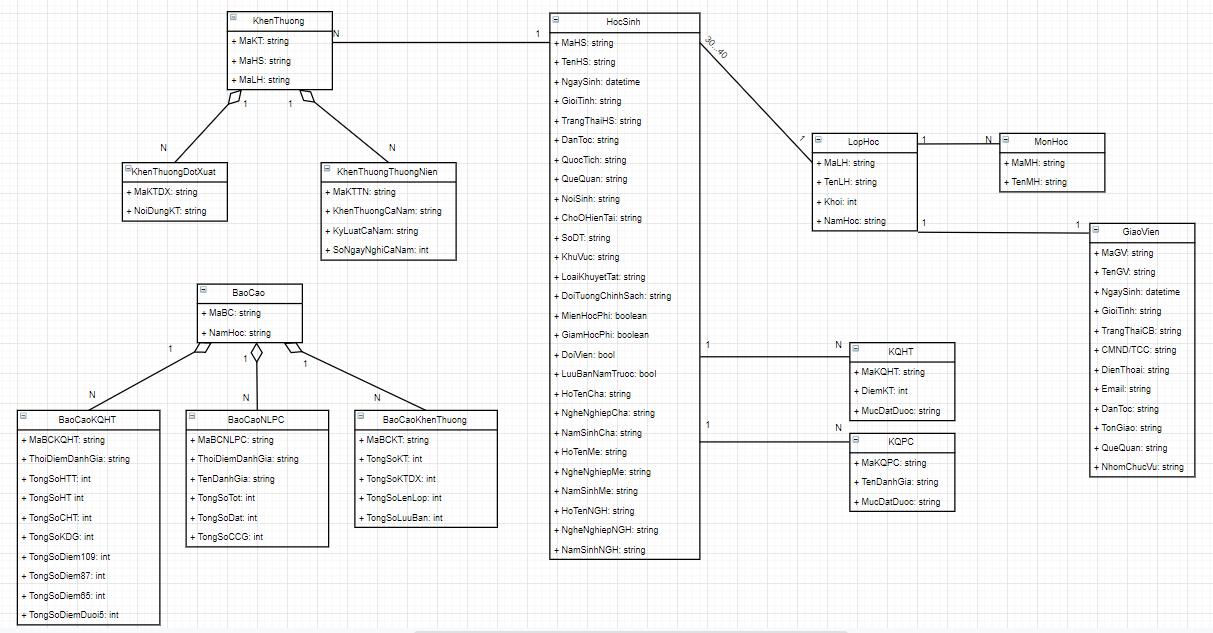 KhenThuong
+ MaKT: string
+ MaHS: string
+ MaLH: string
N
1
1
1
N
N
KhenThuongDotXuat
+ MaKTDX: string
+ NoiDungKT: string
KhenThuongThuongNien
+ MaKTTN: string
+ KhenThuongCaNam: string
+ KyLuatCaNam: string
+ SoNgayNghiCaNam: int
BaoCao
+ MaBC: string
+ NamHoc: string
1
1
1
N
N
N
BaoCaoKQHT
+ MaBCKQHT: string
+ ThoiDiemDanhGia: string
+ TongSoHTT: int
+ TongSoHT int
+ TongSoCHT: int
+ TongSoKDG: int
+ TongSoDiem109: int
+ TongSoDiem87: int
+ TongSoDiem65: int
+ TongSoDiemDuoi5: int
BaoCaoNLPC
+ MaBCNLPC: string
+ ThoiDiemDanhGia: string
+ TenDanhGia: string
+ TongSoTot: int
+ TongSoDat: int
+ TongSoCCG: int
BaoCaoKhenThuong
+ MaBCKT: string
+ TongSoKT: int
+ TongSoKTDX: int
+ TongSoLenLop: int
+ TongSoLuuBan: int
HocSinh
+ MaHS: string
+ TenHS: string
+ NgaySinh: datetime
+ GioiTinh: string
+ TrangThaiHS: string
+ DanToc: string
+ QuocTich: string
+ QueQuan: string
+ NoiSinh: string
+ ChoOHienTai: string
+ SoDT: string
+ KhuVuc: string
+ LoaiKhuyetTat: string
+ DoiTuongChinhSach: string
+ MienHocPhi: boolean
+ GiamHocPhi: boolean
+ DoiVien: bool
+ LuuBanNamTruoc: bool
+ HoTenCha: string
+ NgheNghiepCha: string
+ NamSinhCha: string
+ HoTenMe: string
+ NgheNghiepMe: string
+ NamSinhMe: string
+ HoTenNGH: string
+ NgheNghiepNGH: string
+ NamSinhNGH: string
30...40
1
LopHoc
+ MaLH: string
+ TenLH: string
+ Khoi: int
+ NamHoc: string
1
N
MonHoc
+ MaMH: string
+ TenMH: string
1
1
GiaoVien
+ MaGV: string
+ TenGV: string
+ NgaySinh: datetime
+ GioiTinh: string
+ TrangThaiCB: string
+ CMND/TCC: string
+ DienThoai: string
+ Email: string
+ DanToc: string
+ TonGiao: string
+ QueQuan: string
+ NhomChucVu: string
1
N
KQHT
+ MaKQHT: string
+ DiemKT: int
+ MucDatDuoc: string
1
N
KQPC
+ MaKQPC: string
+ TenDanhGia: string
+ MucDatDuoc: string